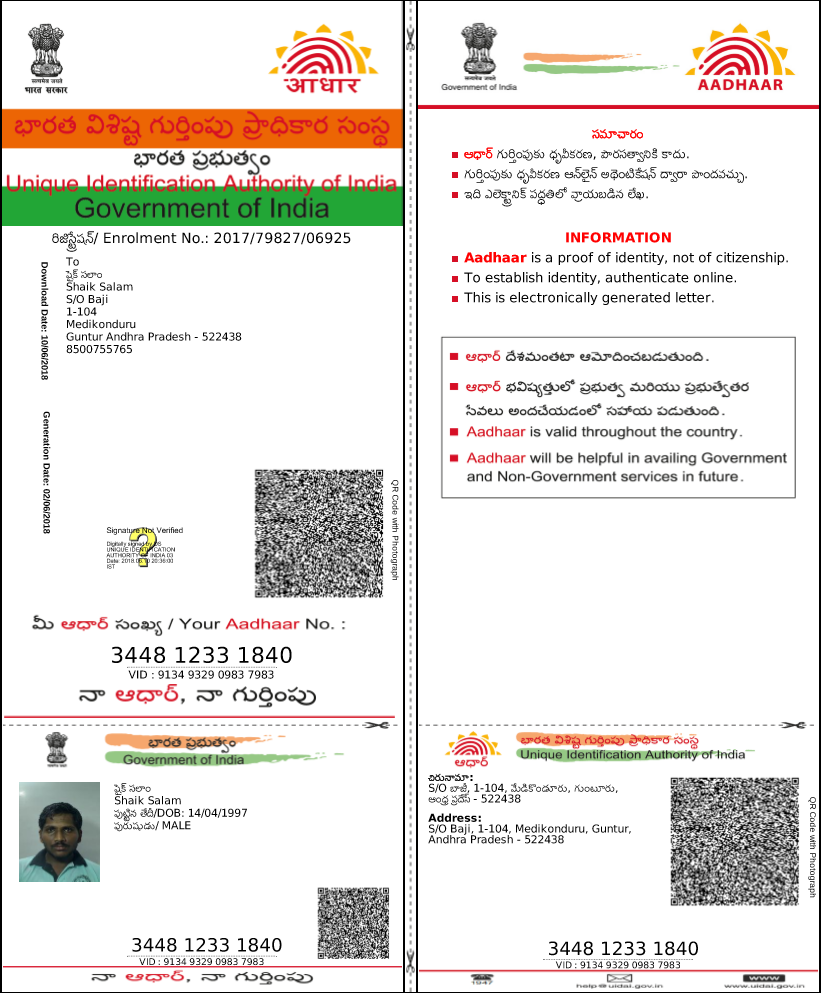 सत्यमेव जयते
भारत सरकार
आधार
భారత విశిష్ట గుర్తింపు ప్రాధికార సంస్థ
భారత ప్రభుత్వం
Unique Identification Authority of India
Government of India
రిజిస్ట్రేషన్/ Enrolment No.: 2017/79827/06925
To
షైక్ సలాం
Shaik Salam
S/O Baji
1-104
Medikonduru
Guntur Andhra Pradesh - 522438
8500755765
Download Date: 10/06/2018
Generation Date: 02/06/2018
Signature Not Verified
Digitally signed by DS
UNIQUE IDENTIFICATION
AUTHORITY OF INDIA 03
Date: 2018.06.10 20:36:00
IST
QR Code with Photograph
మీ ఆధార్ సంఖ్య / Your Aadhaar No. :
3448 1233 1840
VID : 9134 9329 0983 7983
నా ఆధార్, నా గుర్తింపు
భారత ప్రభుత్వం
Government of India
షైక్ సలాం
Shaik Salam
పుట్టిన తేదీ/DOB: 14/04/1997
పురుషుడు/ MALE
3448 1233 1840
VID : 9134 9329 0983 7983
నా ఆధార్, నా గుర్తింపు
सत्यमेव जयते
Government of India
AADHAAR
సమాచారం
ఆధార్ గుర్తింపుకు ధృవీకరణ, పౌరసత్వానికి కాదు.
గుర్తింపుకు ధృవీకరణ ఆన్‌లైన్ అథెంటికేషన్ ద్వారా పొందవచ్చు.
ఇది ఎలెక్ట్రానిక్ పద్ధతిలో వ్రాయబడిన లేఖ.
INFORMATION
Aadhaar is a proof of identity, not of citizenship.
To establish identity, authenticate online.
This is electronically generated letter.
ఆధార్ దేశమంతటా ఆమోదించబడుతుంది.
ఆధార్ భవిష్యత్తులో ప్రభుత్వ మరియు ప్రభుత్వేతర
సేవలు అందచేయడంలో సహాయ పడుతుంది.
Aadhaar is valid throughout the country.
Aadhaar will be helpful in availing Government
and Non-Government services in future.
ఆధార్
భారత విశిష్ట గుర్తింపు ప్రాధికార సంస్థ
Unique Identification Authority of India
చిరునామా:
S/O బాజీ, 1-104, మేడికొండూరు, గుంటూరు,
ఆంధ్ర ప్రదేశ్ - 522438
Address:
S/O Baji, 1-104, Medikonduru, Guntur,
Andhra Pradesh - 522438
QR Code with Photograph
3448 1233 1840
VID : 9134 9329 0983 7983
1947
help@uidai.gov.in
www
www.uidai.gov.in